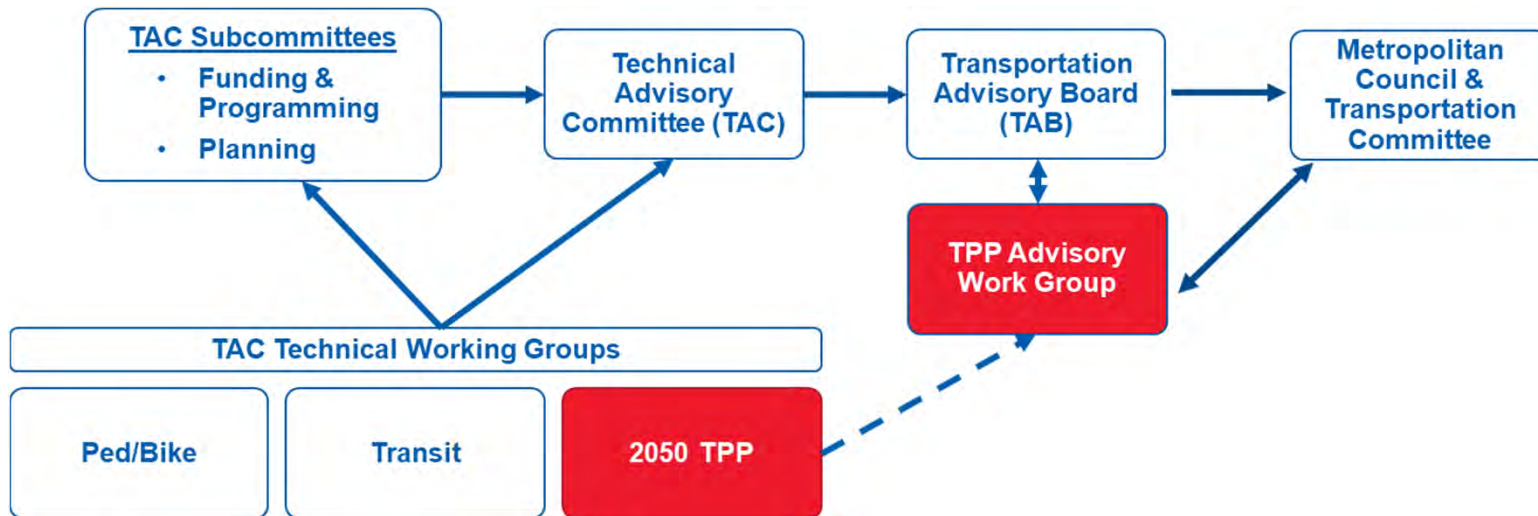 TAC Subcommittees
• Funding &
Programming
• Planning
Technical
Advisory
Committee (TAC)
Transportation
Advisory Board
(TAB)
Metropolitan
Council &
Transportation
Committee
TPP Advisory
Work Group
TAC Technical Working Groups
Ped/Bike
Transit
2050 TPP